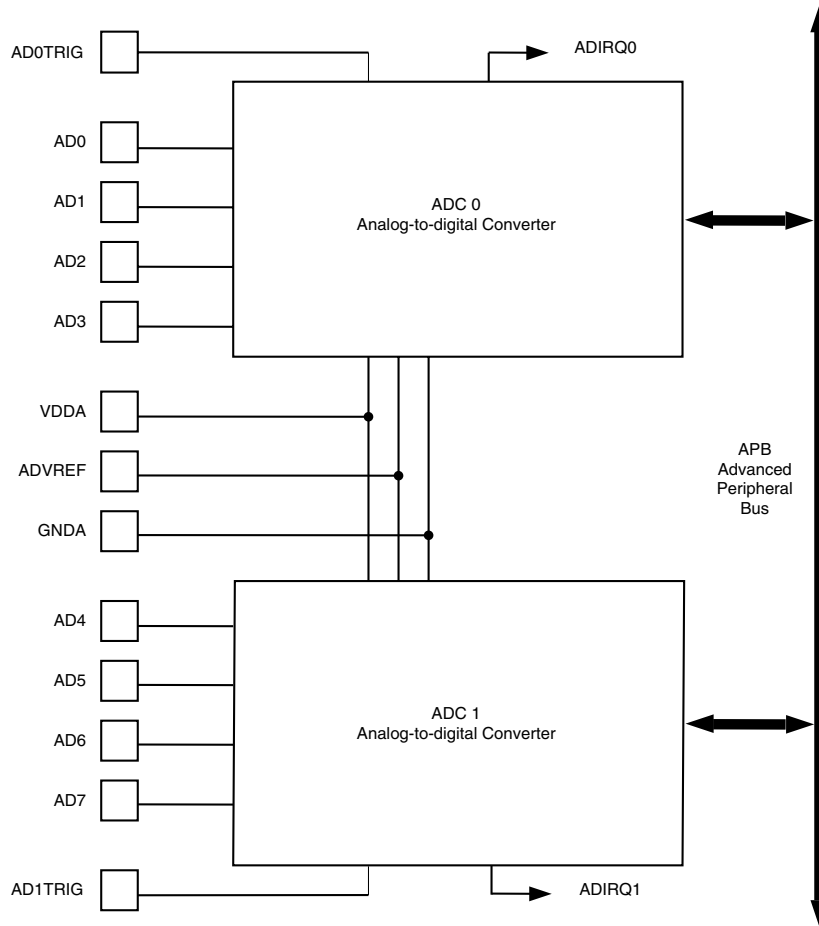 AD0TRIG
ADIRQ0
AD0
AD1
AD2
AD3
ADC 0
Analog-to-digital Converter
VDDA
ADVREF
GNDA
APB
Advanced
Peripheral
Bus
AD4
AD5
AD6
AD7
ADC 1
Analog-to-digital Converter
AD1TRIG
ADIRQ1